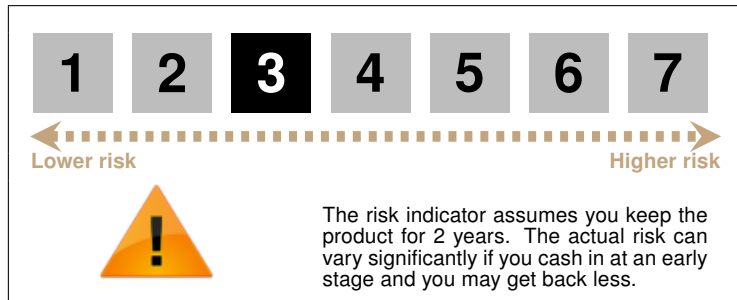 1 2 3 4 5 6 7
Lower risk Higher risk
!
The risk indicator assumes you keep the
product for 2 years. The actual risk can
vary significantly if you cash in at an early
stage and you may get back less.